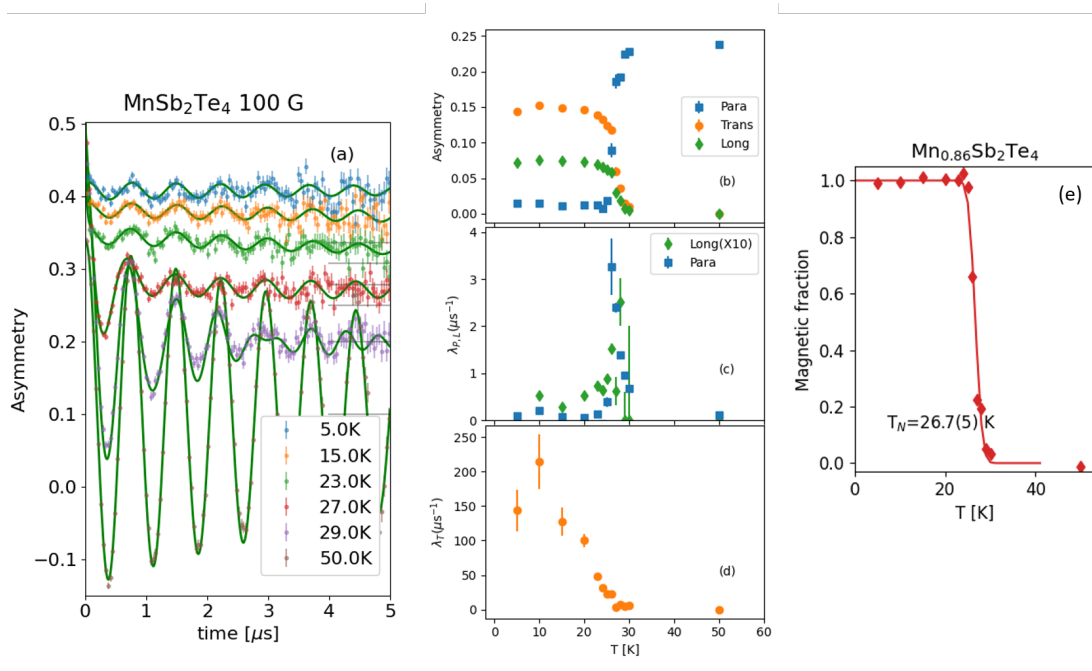 MnSb₂Te₄ 100 G
(a)
Asymmetry
0.5
0.4
0.3
0.2
0.1
0.0
−0.1
5.0K
15.0K
23.0K
27.0K
29.0K
50.0K
0 1 2 3 4 5
time [μs]
0.25
0.20
0.15
0.10
0.05
0.00
Asymmetry
Para
Trans
Long
(b)
4
3
2
1
0
λP,L(μs⁻¹)
Long(X10)
Para
(c)
250
200
150
100
50
0
λT(μs⁻¹)
(d)
0 10 20 30 40 50 60
T [K]
Mn₀.₈₆Sb₂Te₄
(e)
1.0
0.8
0.6
0.4
0.2
0.0
Magnetic fraction
TN=26.7(5) K
0 20 40
T [K]